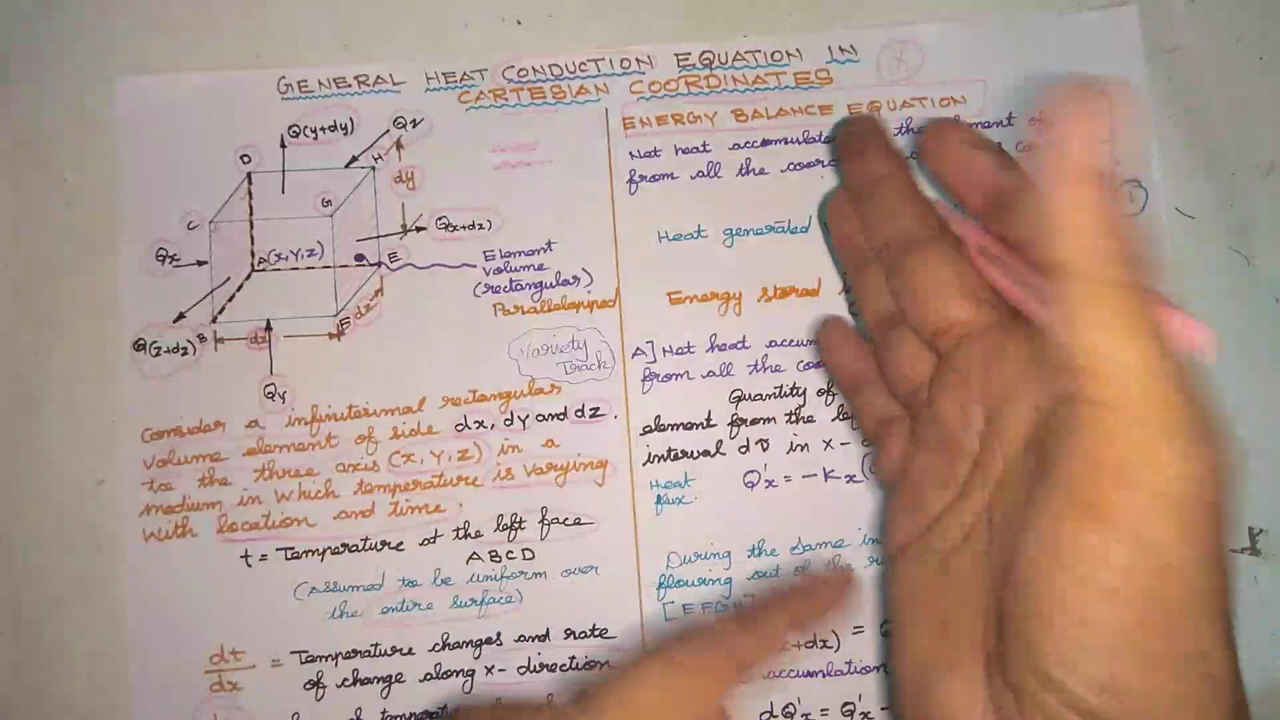 GENERAL HEAT CONDUCTION EQUATION IN
CARTESIAN COORDINATES
Q(y+dy)
Qz
D
H
dy
G
C
Q(x+dz)
Qx
A(x,y,z)
E
Element
volume
(rectangular)
Parallelopiped
Q(z+dz)
B
dx
F
dz
Qy
Variety
Track
Consider a infinitesimal rectangular
volume element of side dx, dy and dz.
to the three axis (x, y, z) in a
medium in which temperature is varying
with location and time.
t = Temperature at the left face
ABCD
(Assumed to be uniform over
the entire surface)
dt/dx = Temperature changes and rate
of change along x-direction
ENERGY BALANCE EQUATION
Net heat accumulated the element of
from all the
1
Heat generated
Energy stored
A] Net heat
from all the
Quantity of
element from the
interval dτ in x-
Heat
flux
Q'x = -Kx(
During the same
flowing out of the
[EFGH]
x+dx) =
dQ'x = Q'x -